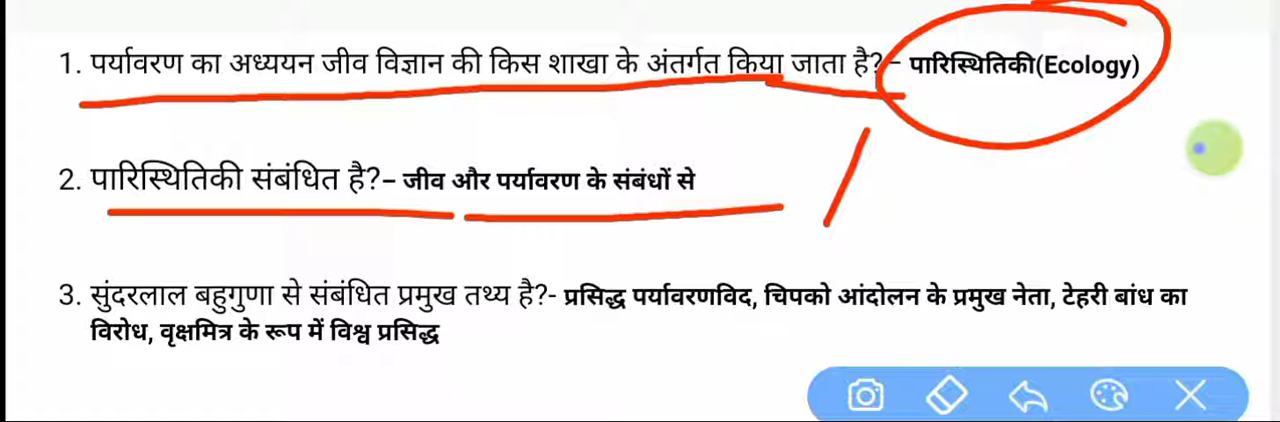 1. पर्यावरण का अध्ययन जीव विज्ञान की किस शाखा के अंतर्गत किया जाता है?- पारिस्थितिकी(Ecology)
2. पारिस्थितिकी संबंधित है?- जीव और पर्यावरण के संबंधों से
3. सुंदरलाल बहुगुणा से संबंधित प्रमुख तथ्य है?- प्रसिद्ध पर्यावरणविद, चिपको आंदोलन के प्रमुख नेता, टेहरी बांध का
विरोध, वृक्षमित्र के रूप में विश्व प्रसिद्ध